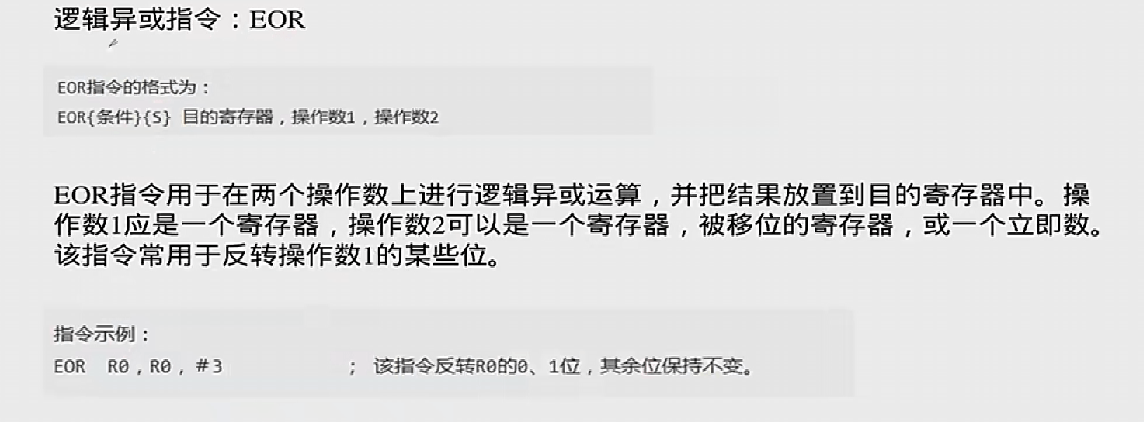 逻辑异或指令：EOR
EOR指令的格式为：
EOR{条件}{S} 目的寄存器，操作数1，操作数2
EOR指令用于在两个操作数上进行逻辑异或运算，并把结果放置到目的寄存器中。操
作数1应是一个寄存器，操作数2可以是一个寄存器，被移位的寄存器，或一个立即数。
该指令常用于反转操作数1的某些位。
指令示例：
EOR R0，R0，＃3 ； 该指令反转R0的0、1位，其余位保持不变。